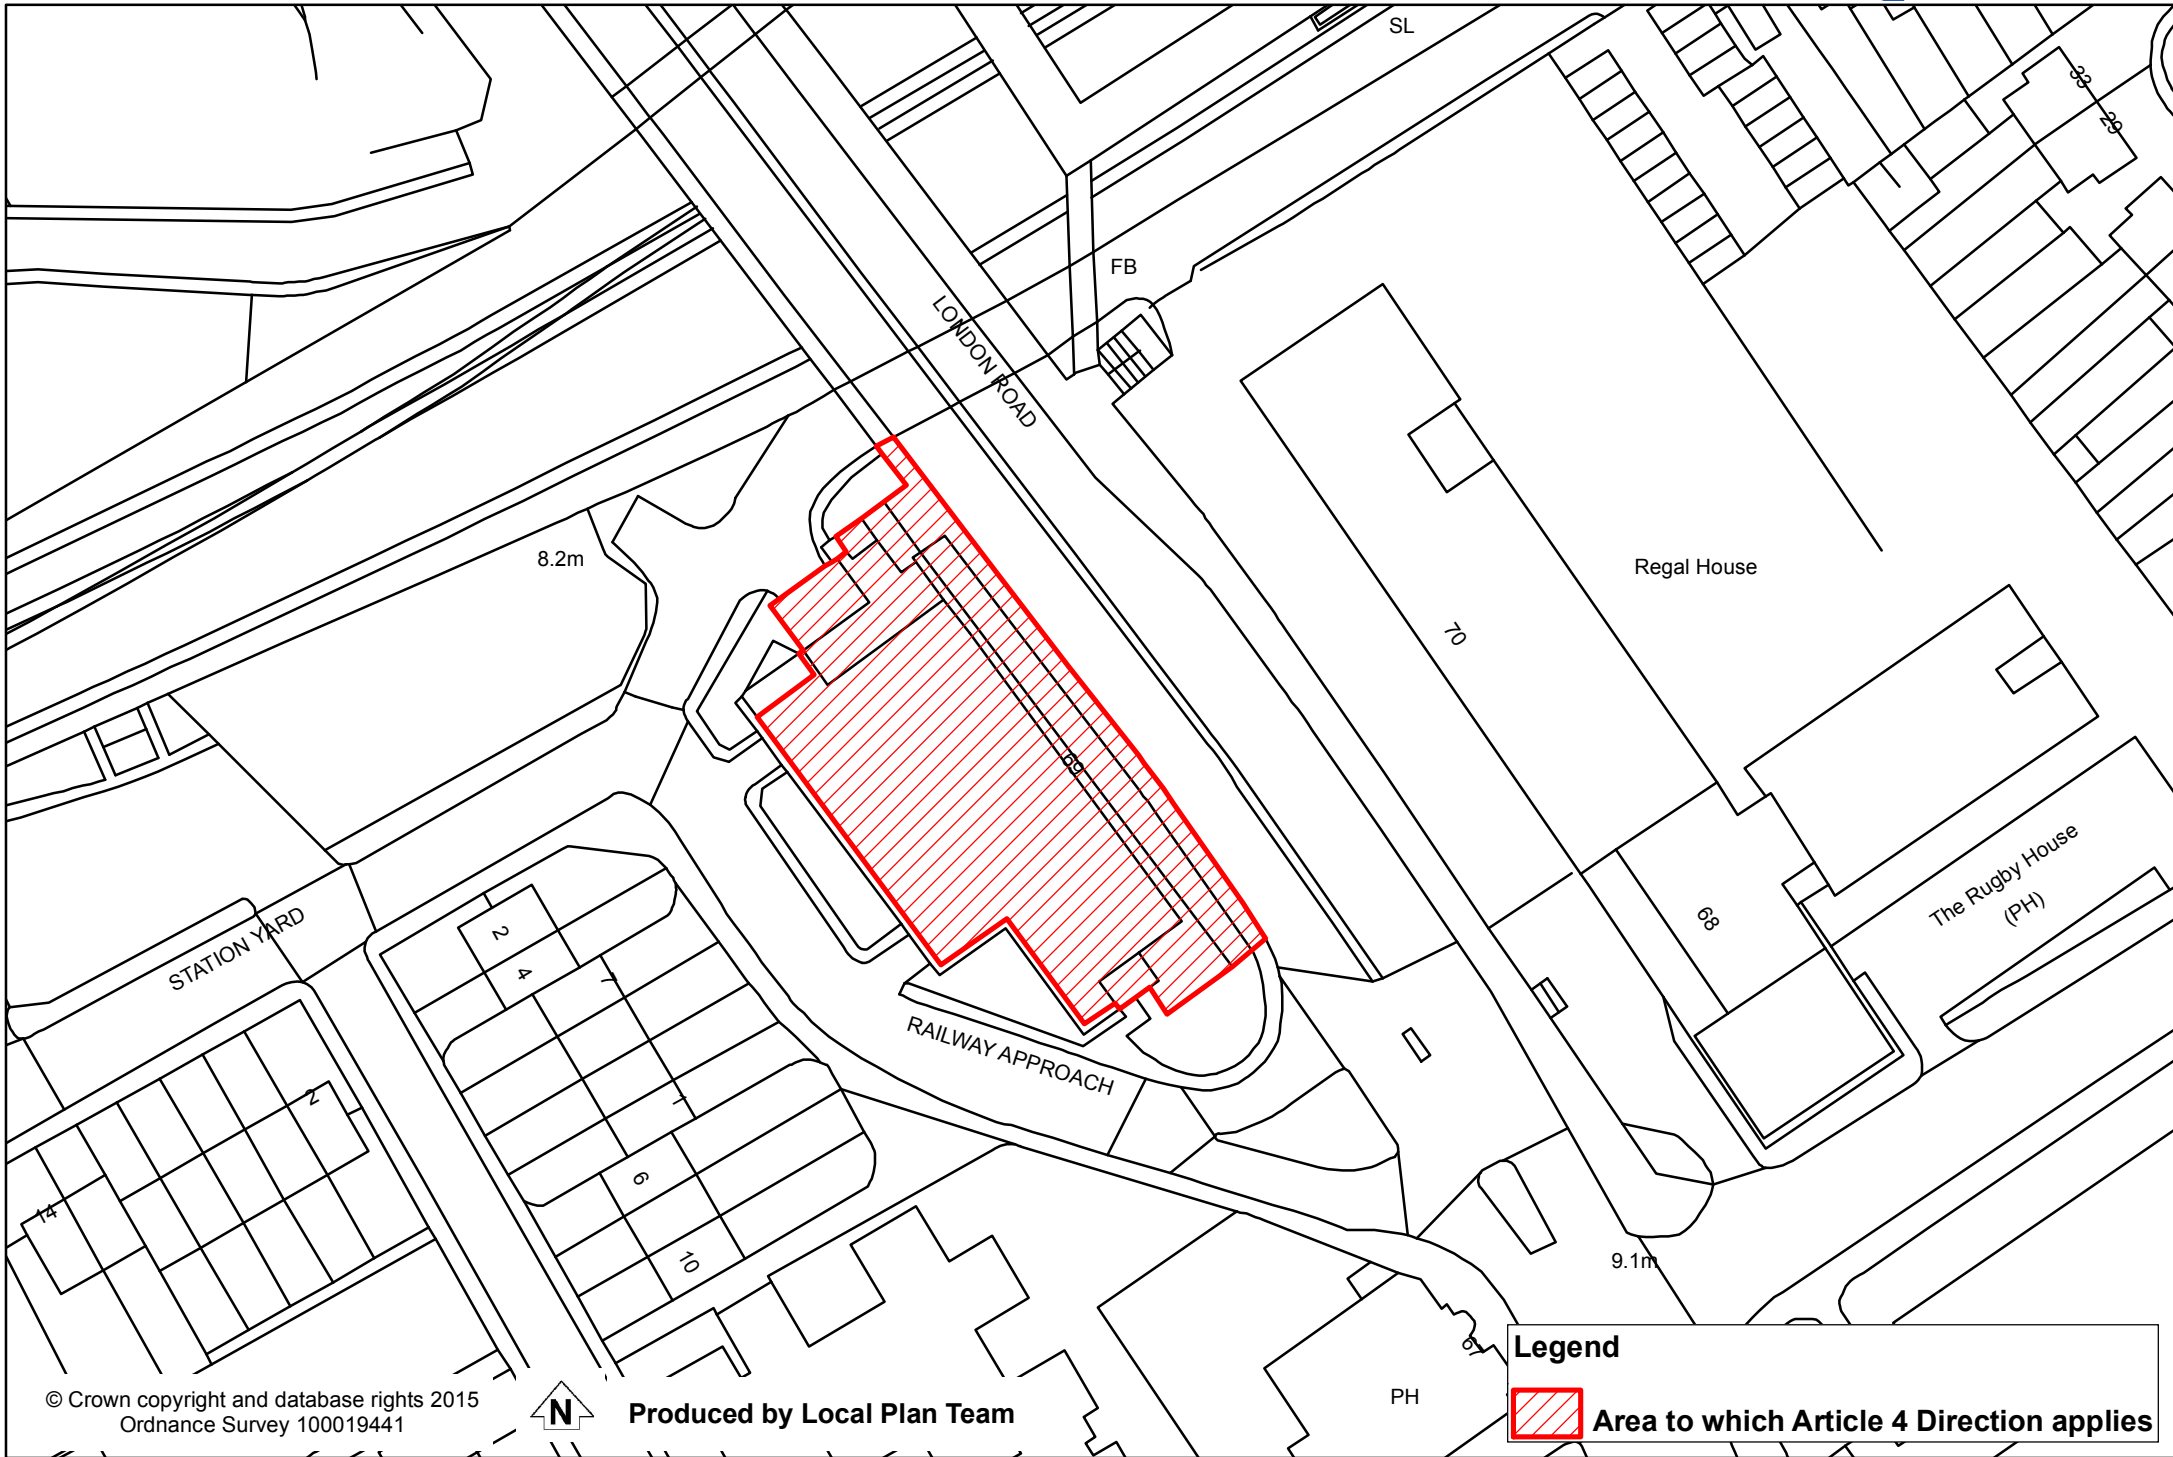 SL
33
29
FB
LONDON ROAD
8.2m
Regal House
70
69
The Rugby House
(PH)
68
STATION YARD
2
4
7
RAILWAY APPROACH
2
1
6
14
10
9.1m
67
PH
Legend
Area to which Article 4 Direction applies
© Crown copyright and database rights 2015
Ordnance Survey 100019441
N
Produced by Local Plan Team